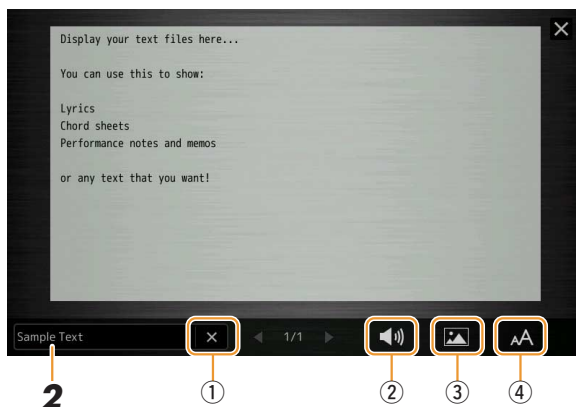 Display your text files here...
You can use this to show:
Lyrics
Chord sheets
Performance notes and memos
or any text that you want!
Sample Text
1/1
AA
2
①
②
③
④